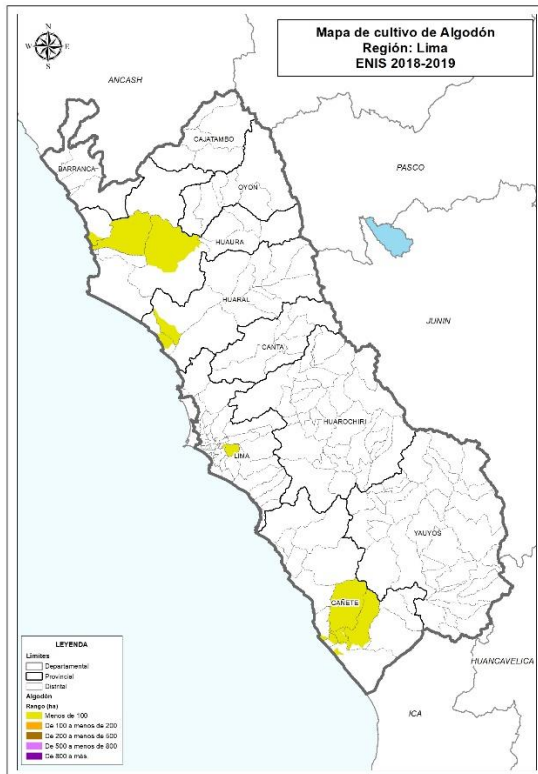 Mapa de cultivo de Algodón
Región: Lima
ENIS 2018-2019
N
W
E
S
ANCASH
CAJATAMBO
BARRANCA
OYON
PASCO
HUAURA
HUARAL
JUNIN
CANTA
HUAROCHIRI
LIMA
YAUYOS
CAÑETE
HUANCAVELICA
ICA
LEYENDA
Límites
Departamental
Provincial
Distrital
Algodón
Rango (ha)
Menos de 100
De 100 a menos de 200
De 200 a menos de 500
De 500 a menos de 800
De 800 a más